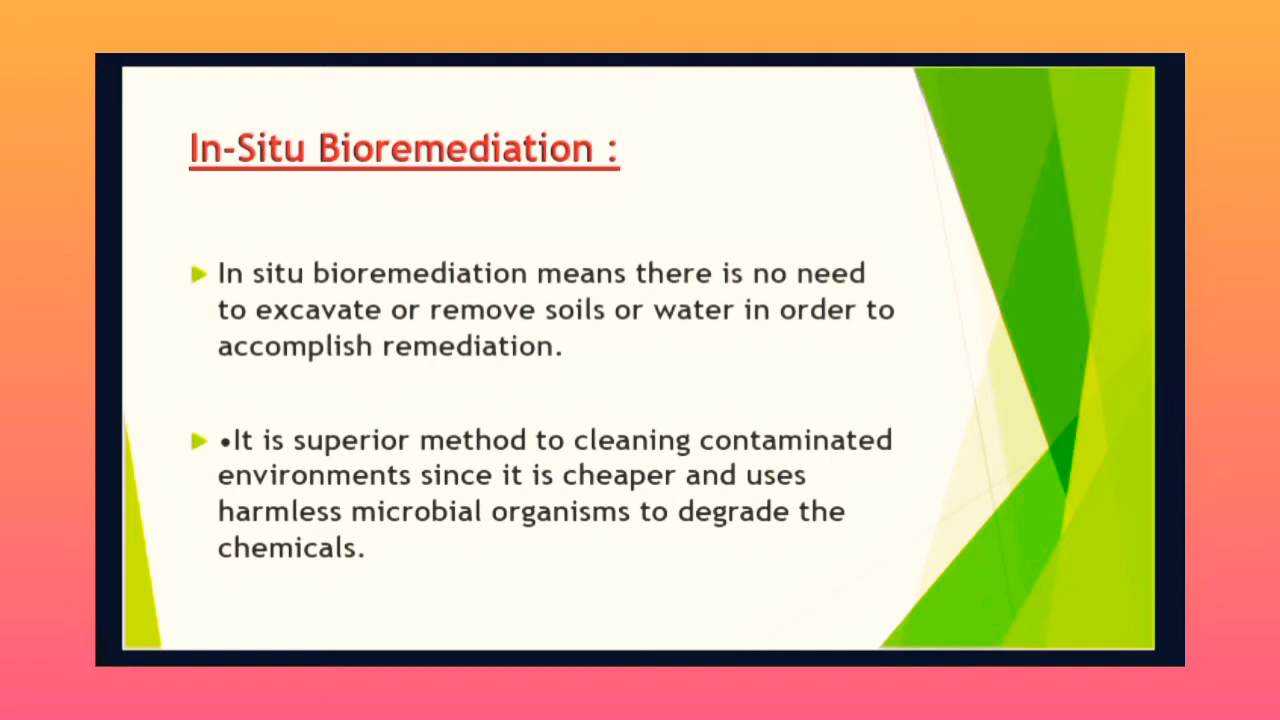 In-Situ Bioremediation :
In situ bioremediation means there is no need
to excavate or remove soils or water in order to
accomplish remediation.
•It is superior method to cleaning contaminated
environments since it is cheaper and uses
harmless microbial organisms to degrade the
chemicals.